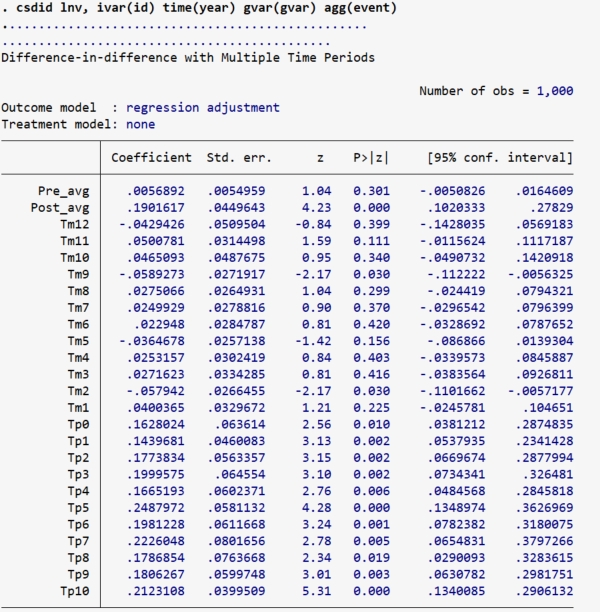 . csdid lnv, ivar(id) time(year) gvar(gvar) agg(event)
................................................
...........................................
Difference-in-difference with Multiple Time Periods
Number of obs = 1,000
Outcome model : regression adjustment
Treatment model: none
Coefficient Std. err. z P>|z| [95% conf. interval]
Pre_avg .0056892 .0054959 1.04 0.301 -.0050826 .0164609
Post_avg .1901617 .0449643 4.23 0.000 .1020333 .27829
Tm12 -.0429426 .0509504 -0.84 0.399 -.1428035 .0569183
Tm11 .0500781 .0314498 1.59 0.111 -.0115624 .1117187
Tm10 .0465093 .0487675 0.95 0.340 -.0490732 .1420918
Tm9 -.0589273 .0271917 -2.17 0.030 -.112222 -.0056325
Tm8 .0275066 .0264931 1.04 0.299 -.024419 .0794321
Tm7 .0249929 .0278816 0.90 0.370 -.0296542 .0796399
Tm6 .022948 .0284787 0.81 0.420 -.0328692 .0787652
Tm5 -.0364678 .0257138 -1.42 0.156 -.086866 .0139304
Tm4 .0253157 .0302419 0.84 0.403 -.0339573 .0845887
Tm3 .0271623 .0334285 0.81 0.416 -.0383564 .0926811
Tm2 -.057942 .0266455 -2.17 0.030 -.1101662 -.0057177
Tm1 .0400365 .0329672 1.21 0.225 -.0245781 .104651
Tp0 .1628024 .063614 2.56 0.010 .0381212 .2874835
Tp1 .1439681 .0460083 3.13 0.002 .0537935 .2341428
Tp2 .1773834 .0563357 3.15 0.002 .0669674 .2877994
Tp3 .1999575 .064554 3.10 0.002 .0734341 .326481
Tp4 .1665193 .0602371 2.76 0.006 .0484568 .2845818
Tp5 .2487972 .0581132 4.28 0.000 .1348974 .3626969
Tp6 .1981228 .0611668 3.24 0.001 .0782382 .3180075
Tp7 .2226048 .0801656 2.78 0.005 .0654831 .3797266
Tp8 .1786854 .0763668 2.34 0.019 .0290093 .3283615
Tp9 .1806267 .0599748 3.01 0.003 .0630782 .2981751
Tp10 .2123108 .0399509 5.31 0.000 .1340085 .2906132